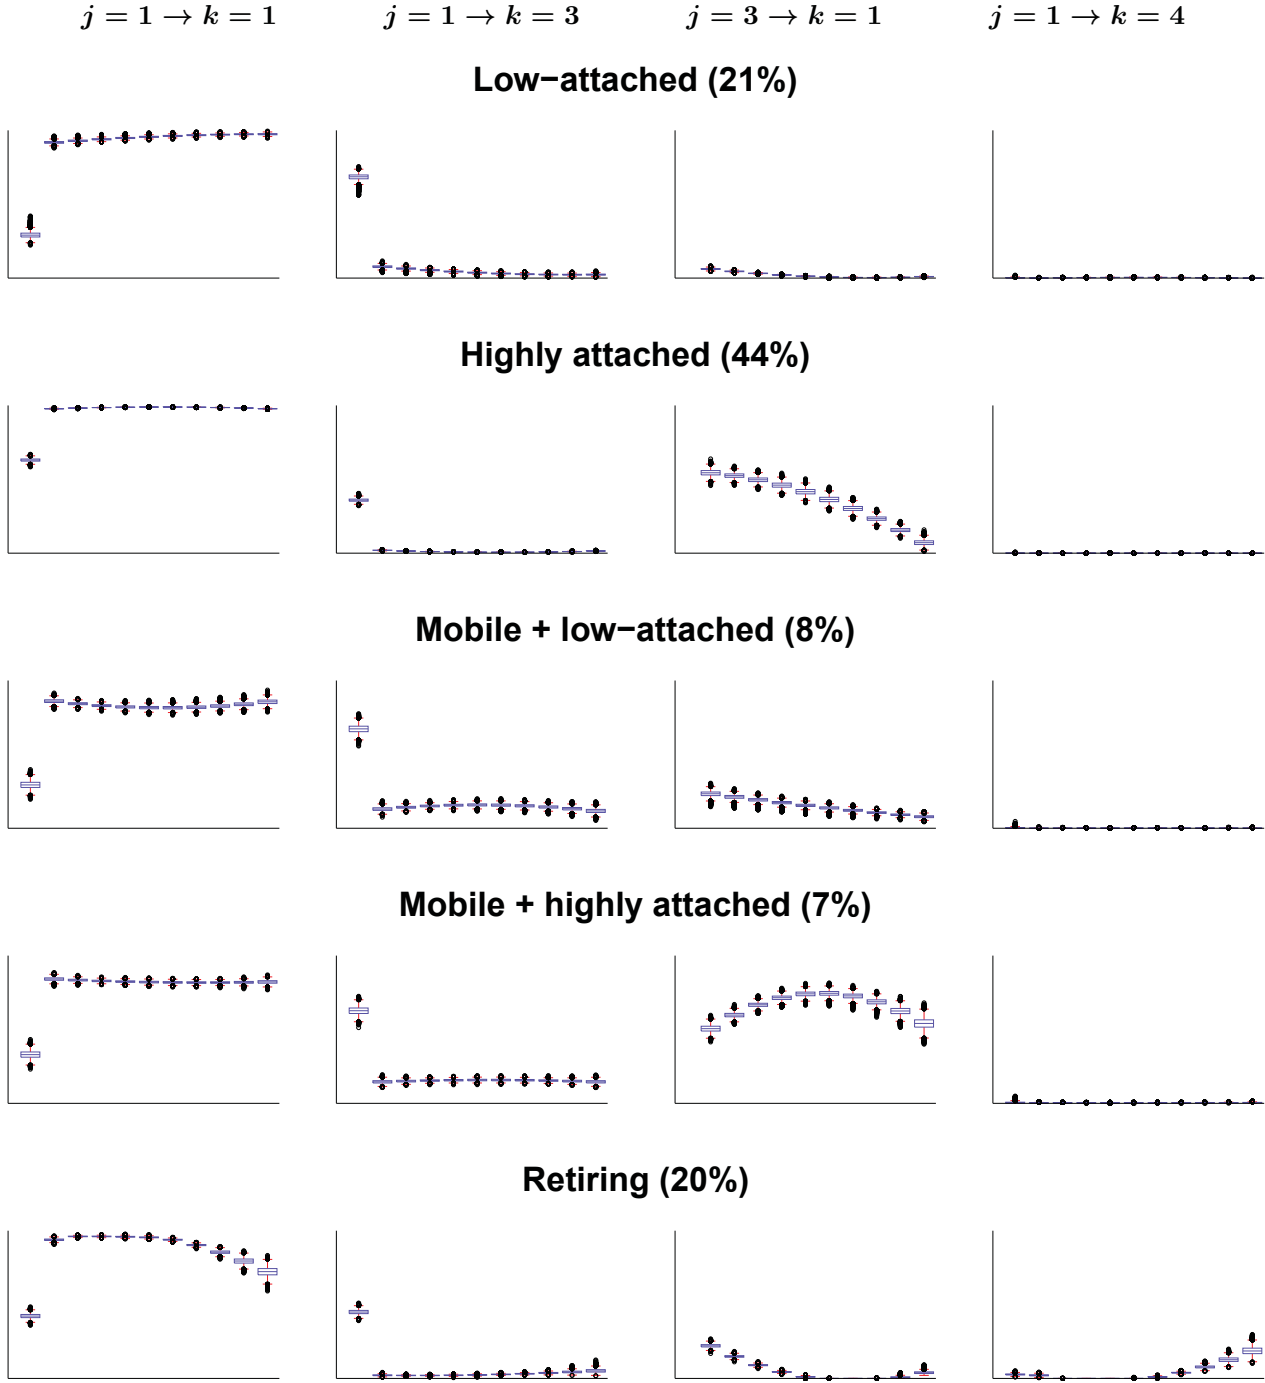 j = 1 → k = 1 j = 1 → k = 3 j = 3 → k = 1 j = 1 → k = 4
Low−attached (21%)
Highly attached (44%)
Mobile + low−attached (8%)
Mobile + highly attached (7%)
Retiring (20%)